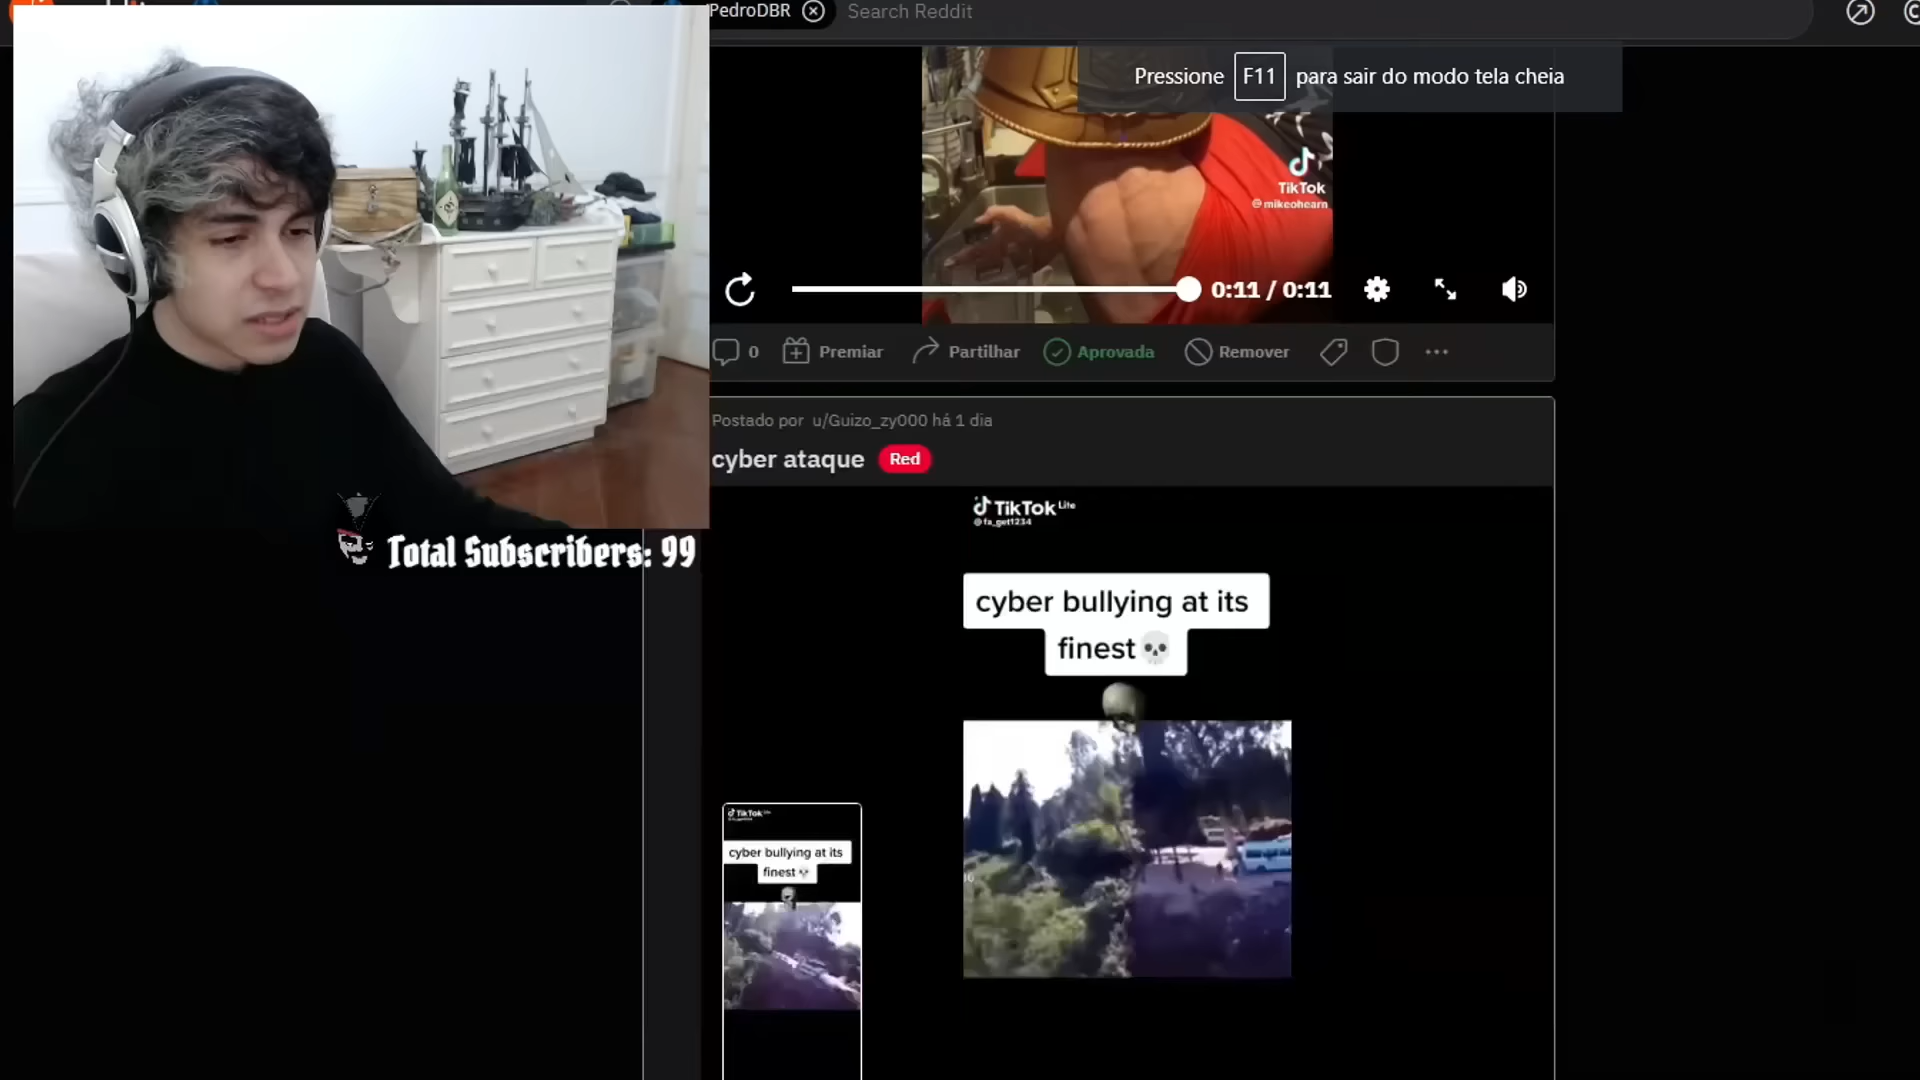 PedroDBR
Search Reddit
Pressione F11 para sair do modo tela cheia
TikTok
@mikeohearn
0:11 / 0:11
0 Premiar Partilhar Aprovada Remover
Postado por u/Guizo_zy000 há 1 dia
cyber ataque Red
TikTok Lite
@fa_get1234
cyber bullying at its
finest💀
Total Subscribers: 99
TikTok
cyber bullying at its
finest💀